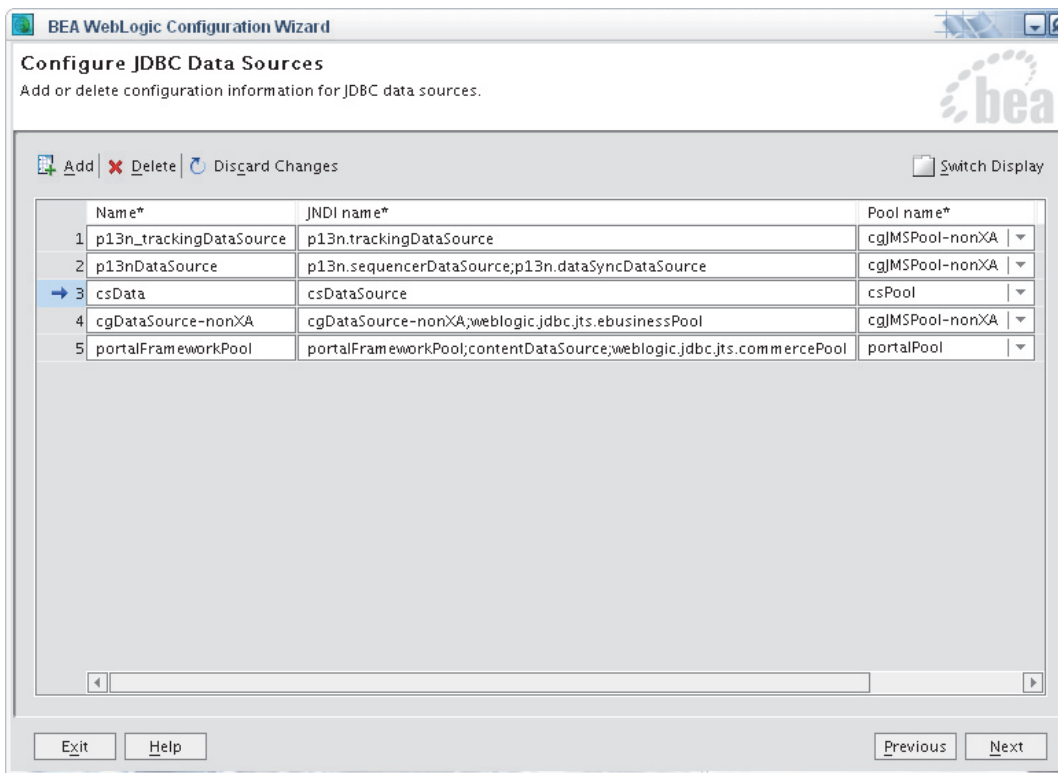 BEA WebLogic Configuration Wizard
Configure JDBC Data Sources
Add or delete configuration information for JDBC data sources.
bea
Add Delete Discard Changes Switch Display
Name* JNDI name* Pool name*
1 p13n_trackingDataSource p13n.trackingDataSource cgJMSPool-nonXA
2 p13nDataSource p13n.sequencerDataSource;p13n.dataSyncDataSource cgJMSPool-nonXA
3 csData csDataSource csPool
4 cgDataSource-nonXA cgDataSource-nonXA;weblogic.jdbc.jts.ebusinessPool cgJMSPool-nonXA
5 portalFrameworkPool portalFrameworkPool;contentDataSource;weblogic.jdbc.jts.commercePool portalPool
Exit Help Previous Next